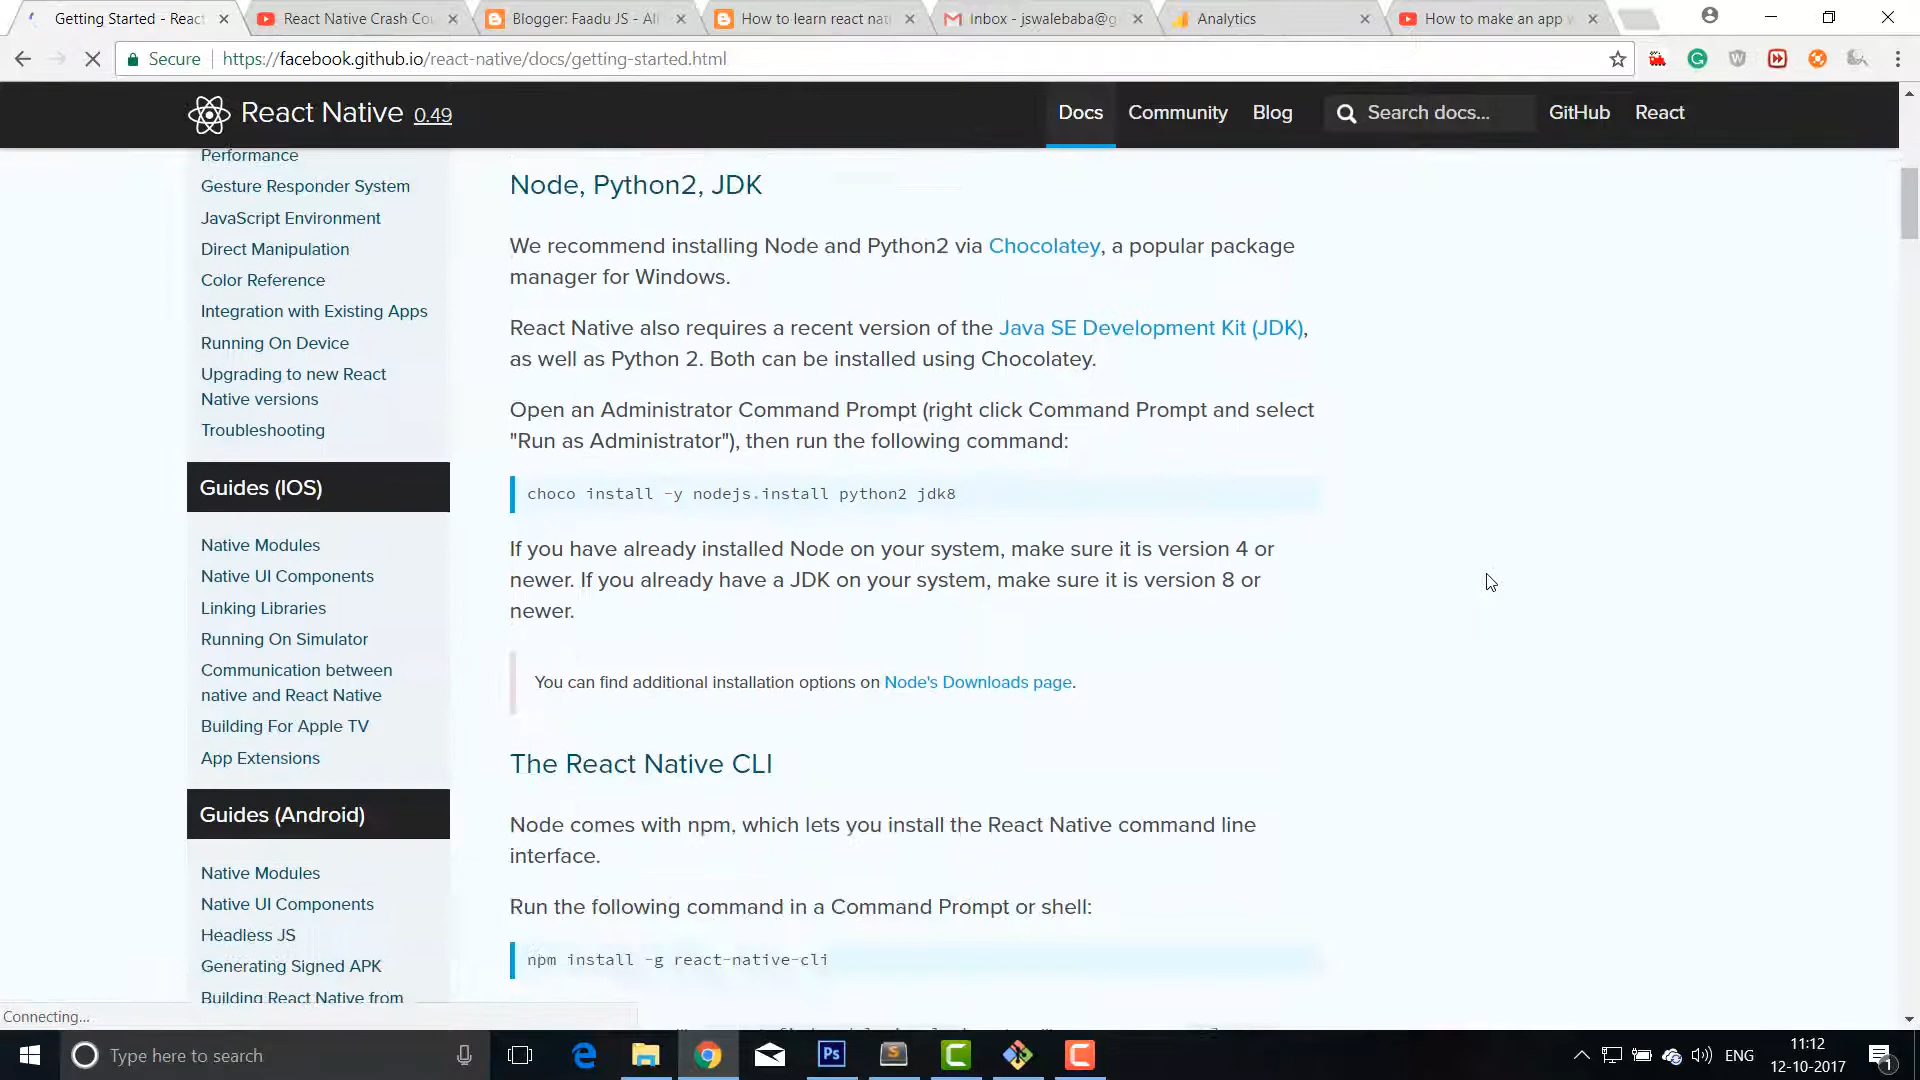 Getting Started - React
React Native Crash Cou
Blogger: Faadu JS - All
How to learn react nati
Inbox - jswalebaba@g
Analytics
How to make an app w
Secure
https://facebook.github.io/react-native/docs/getting-started.html
React Native 0.49
Docs
Community
Blog
Search docs...
GitHub
React
Performance
Gesture Responder System
JavaScript Environment
Direct Manipulation
Color Reference
Integration with Existing Apps
Running On Device
Upgrading to new React
Native versions
Troubleshooting
Guides (IOS)
Native Modules
Native UI Components
Linking Libraries
Running On Simulator
Communication between
native and React Native
Building For Apple TV
App Extensions
Guides (Android)
Native Modules
Native UI Components
Headless JS
Generating Signed APK
Building React Native from
Node, Python2, JDK
We recommend installing Node and Python2 via Chocolatey, a popular package
manager for Windows.
React Native also requires a recent version of the Java SE Development Kit (JDK),
as well as Python 2. Both can be installed using Chocolatey.
Open an Administrator Command Prompt (right click Command Prompt and select
"Run as Administrator"), then run the following command:
choco install -y nodejs.install python2 jdk8
If you have already installed Node on your system, make sure it is version 4 or
newer. If you already have a JDK on your system, make sure it is version 8 or
newer.
You can find additional installation options on Node's Downloads page.
The React Native CLI
Node comes with npm, which lets you install the React Native command line
interface.
Run the following command in a Command Prompt or shell:
npm install -g react-native-cli
Connecting...
Type here to search
Ps
ENG
11:12
12-10-2017
1